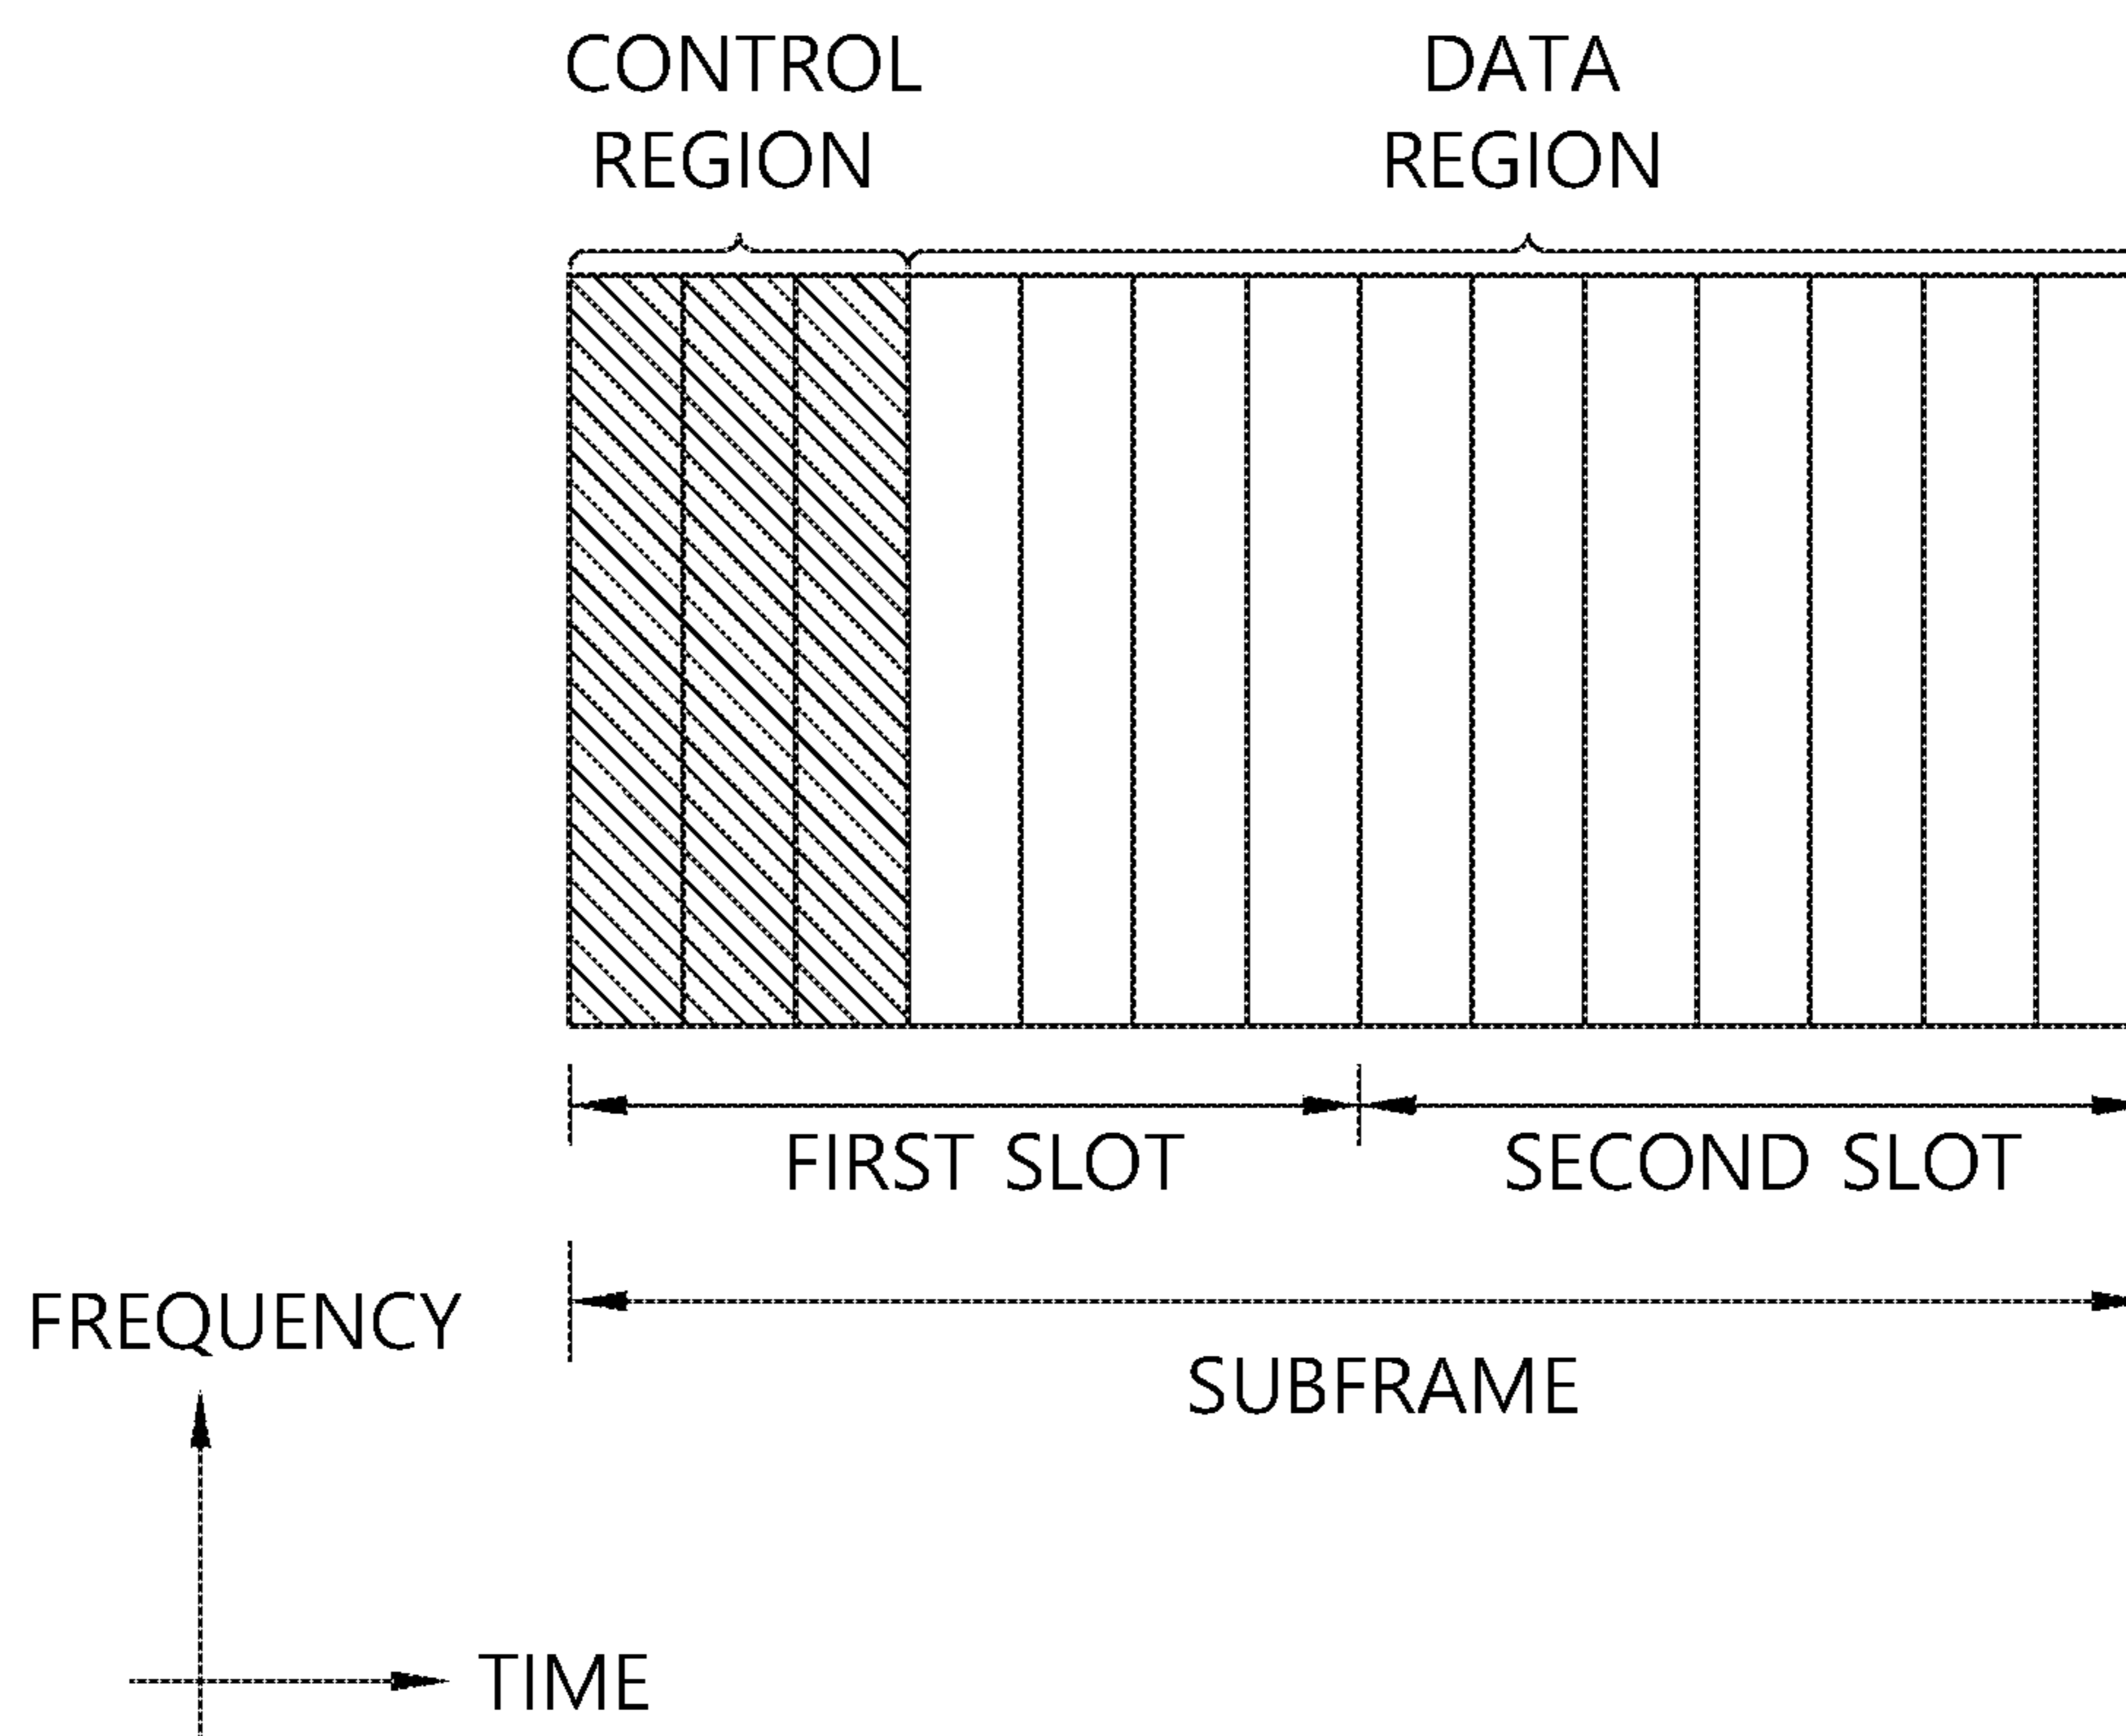 CONTROL
REGION
DATA
REGION
FIRST SLOT
SECOND SLOT
SUBFRAME
FREQUENCY
TIME